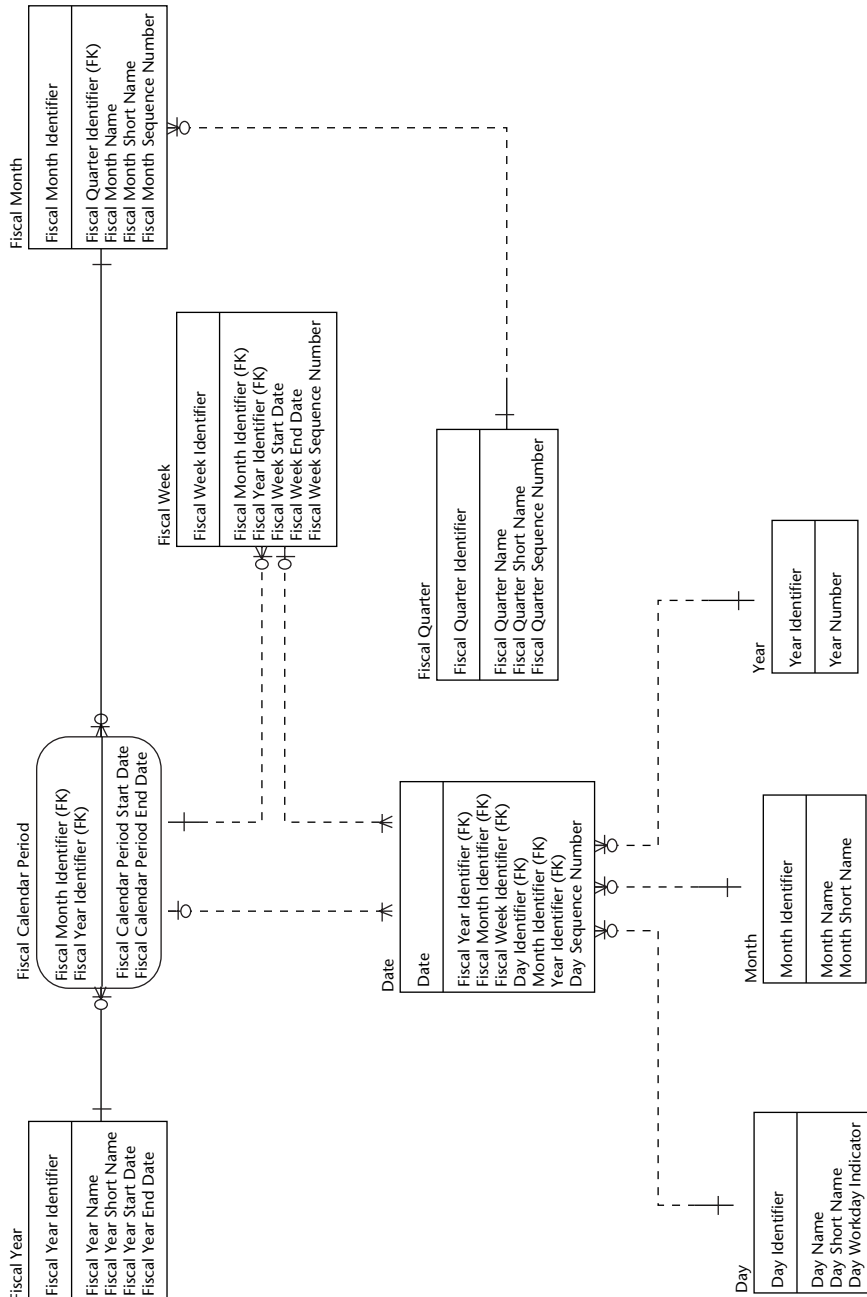 Fiscal Year
Fiscal Year Identifier
Fiscal Year Name
Fiscal Year Short Name
Fiscal Year Start Date
Fiscal Year End Date
Fiscal Calendar Period
Fiscal Month Identifier (FK)
Fiscal Year Identifier (FK)
Fiscal Calendar Period Start Date
Fiscal Calendar Period End Date
Fiscal Month
Fiscal Month Identifier
Fiscal Quarter Identifier (FK)
Fiscal Month Name
Fiscal Month Short Name
Fiscal Month Sequence Number
Fiscal Week
Fiscal Week Identifier
Fiscal Month Identifier (FK)
Fiscal Year Identifier (FK)
Fiscal Week Start Date
Fiscal Week End Date
Fiscal Week Sequence Number
Date
Date
Fiscal Year Identifier (FK)
Fiscal Month Identifier (FK)
Fiscal Week Identifier (FK)
Day Identifier (FK)
Month Identifier (FK)
Year Identifier (FK)
Day Sequence Number
Fiscal Quarter
Fiscal Quarter Identifier
Fiscal Quarter Name
Fiscal Quarter Short Name
Fiscal Quarter Sequence Number
Day
Day Identifier
Day Name
Day Short Name
Day Workday Indicator
Month
Month Identifier
Month Name
Month Short Name
Year
Year Identifier
Year Number